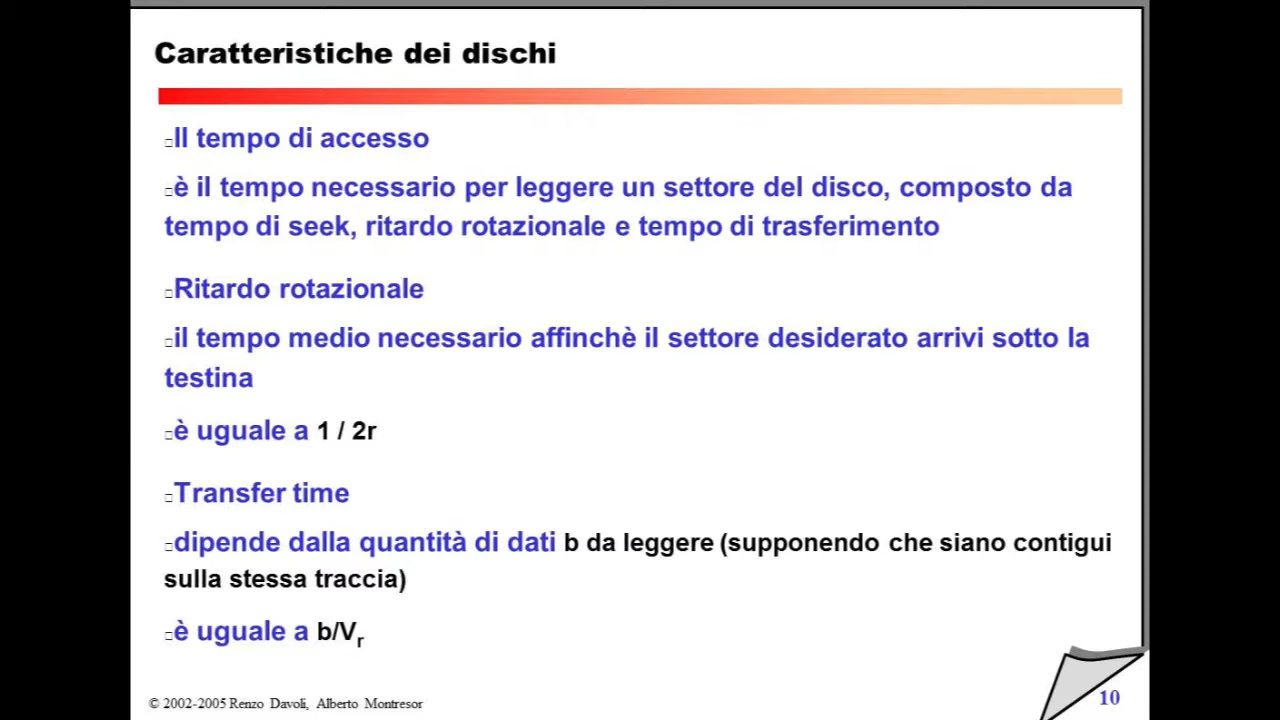 Caratteristiche dei dischi
Il tempo di accesso
è il tempo necessario per leggere un settore del disco, composto da
tempo di seek, ritardo rotazionale e tempo di trasferimento
Ritardo rotazionale
il tempo medio necessario affinchè il settore desiderato arrivi sotto la
testina
è uguale a 1 / 2r
Transfer time
dipende dalla quantità di dati b da leggere (supponendo che siano contigui
sulla stessa traccia)
è uguale a b/Vr
© 2002-2005 Renzo Davoli, Alberto Montresor
10